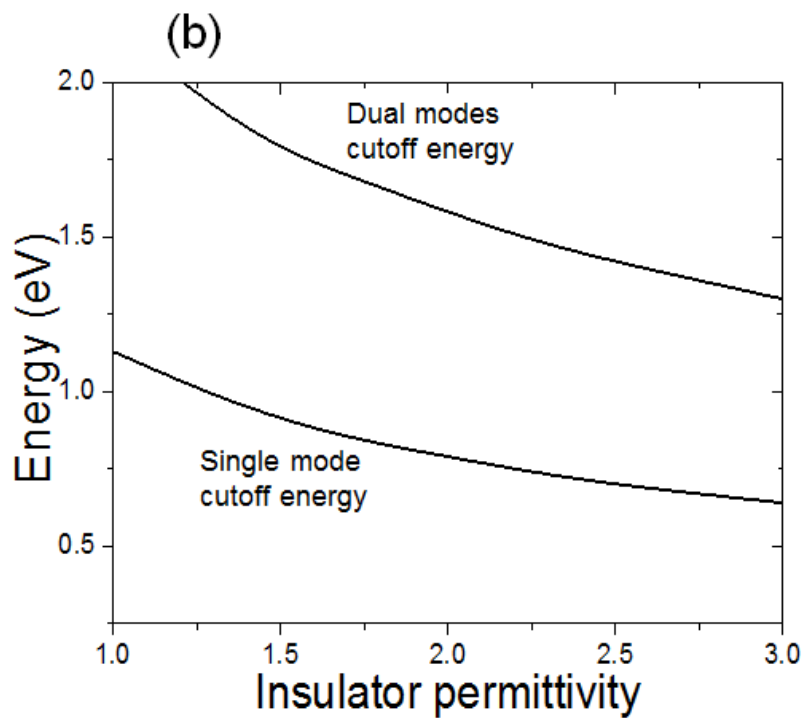 (b)
2.0
Dual modes
cutoff energy
1.5
Energy (eV)
1.0
Single mode
cutoff energy
0.5
1.0 1.5 2.0 2.5 3.0
Insulator permittivity